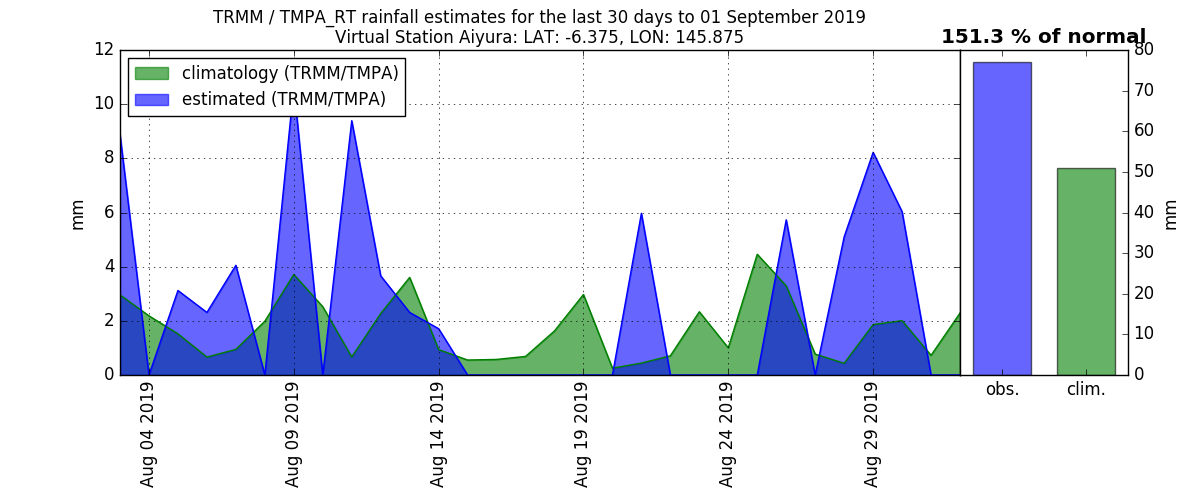 TRMM / TMPA_RT rainfall estimates for the last 30 days to 01 September 2019
Virtual Station Aiyura: LAT: -6.375, LON: 145.875
151.3 % of normal
climatology (TRMM/TMPA)
estimated (TRMM/TMPA)
12
10
8
6
4
2
0
mm
80
70
60
50
40
30
20
10
0
mm
Aug 04 2019
Aug 09 2019
Aug 14 2019
Aug 19 2019
Aug 24 2019
Aug 29 2019
obs.
clim.